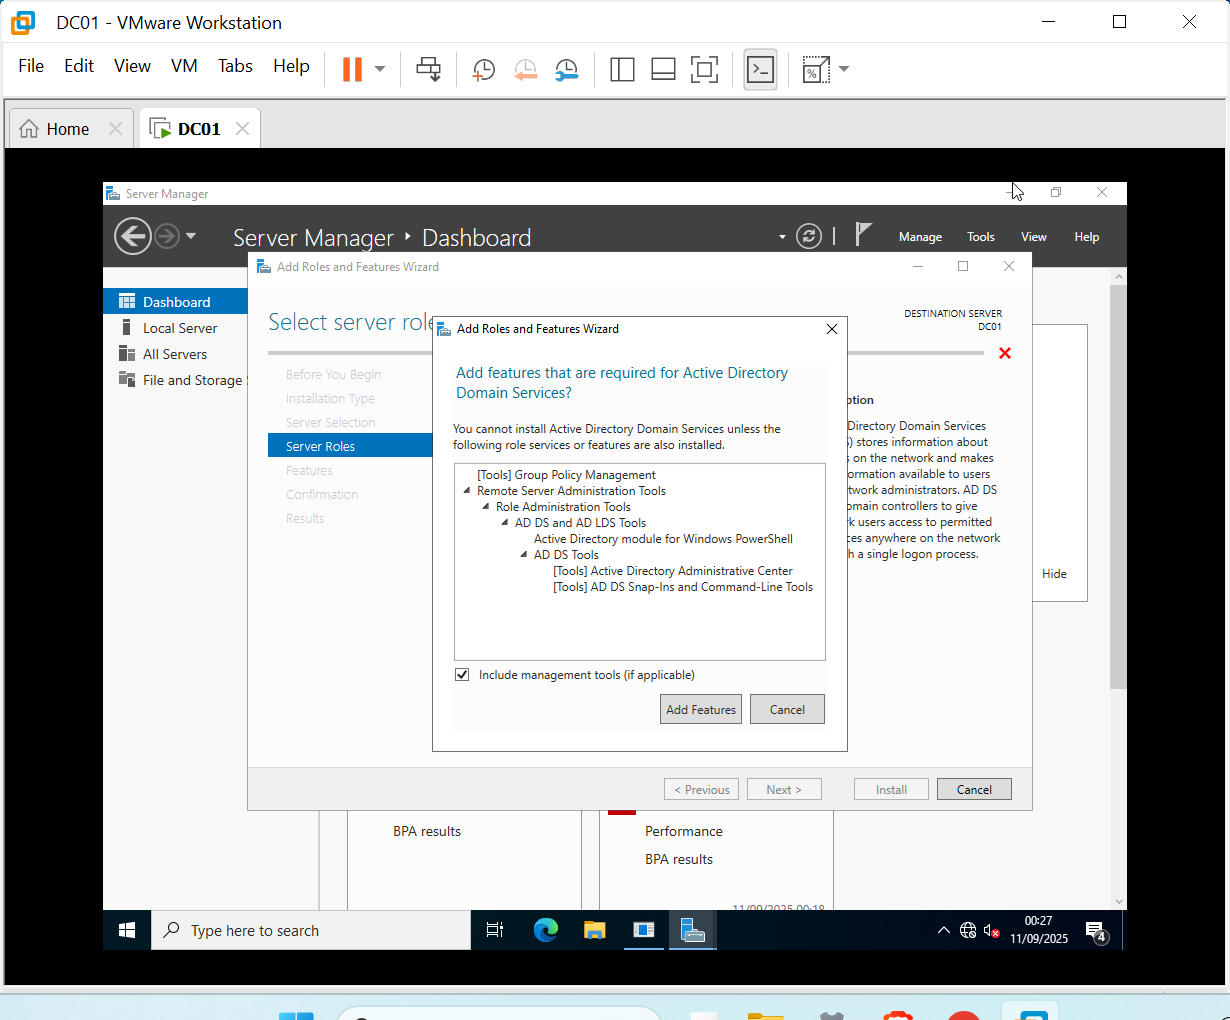 DC01 - VMware Workstation
File Edit View VM Tabs Help
Home
DC01
Server Manager
Server Manager Dashboard
Manage Tools View Help
Add Roles and Features Wizard
Dashboard
Local Server
All Servers
File and Storage
Select server role
DESTINATION SERVER
DC01
Before You Begin
Installation Type
Server Selection
Server Roles
Features
Confirmation
Results
Add Roles and Features Wizard
Add features that are required for Active Directory
Domain Services?
You cannot install Active Directory Domain Services unless the
following role services or features are also installed.
[Tools] Group Policy Management
Remote Server Administration Tools
Role Administration Tools
AD DS and AD LDS Tools
Active Directory module for Windows PowerShell
AD DS Tools
[Tools] Active Directory Administrative Center
[Tools] AD DS Snap-Ins and Command-Line Tools
Include management tools (if applicable)
Add Features Cancel
ption
Directory Domain Services
) stores information about
on the network and makes
ormation available to users
twork administrators. AD DS
omain controllers to give
k users access to permitted
ces anywhere on the network
h a single logon process.
Hide
< Previous Next > Install Cancel
BPA results
Performance
BPA results
11/09/2025 00:18
Type here to search
00:27
11/09/2025
4